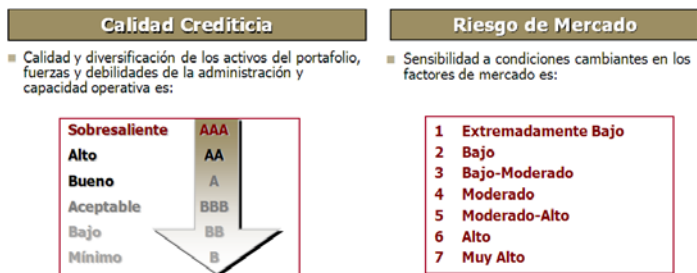 Calidad Crediticia
Calidad y diversificación de los activos del portafolio,
fuerzas y debilidades de la administración y
capacidad operativa es:
Sobresaliente AAA
Alto AA
Bueno A
Aceptable BBB
Bajo BB
Mínimo B
Riesgo de Mercado
Sensibilidad a condiciones cambiantes en los
factores de mercado es:
1 Extremadamente Bajo
2 Bajo
3 Bajo-Moderado
4 Moderado
5 Moderado-Alto
6 Alto
7 Muy Alto